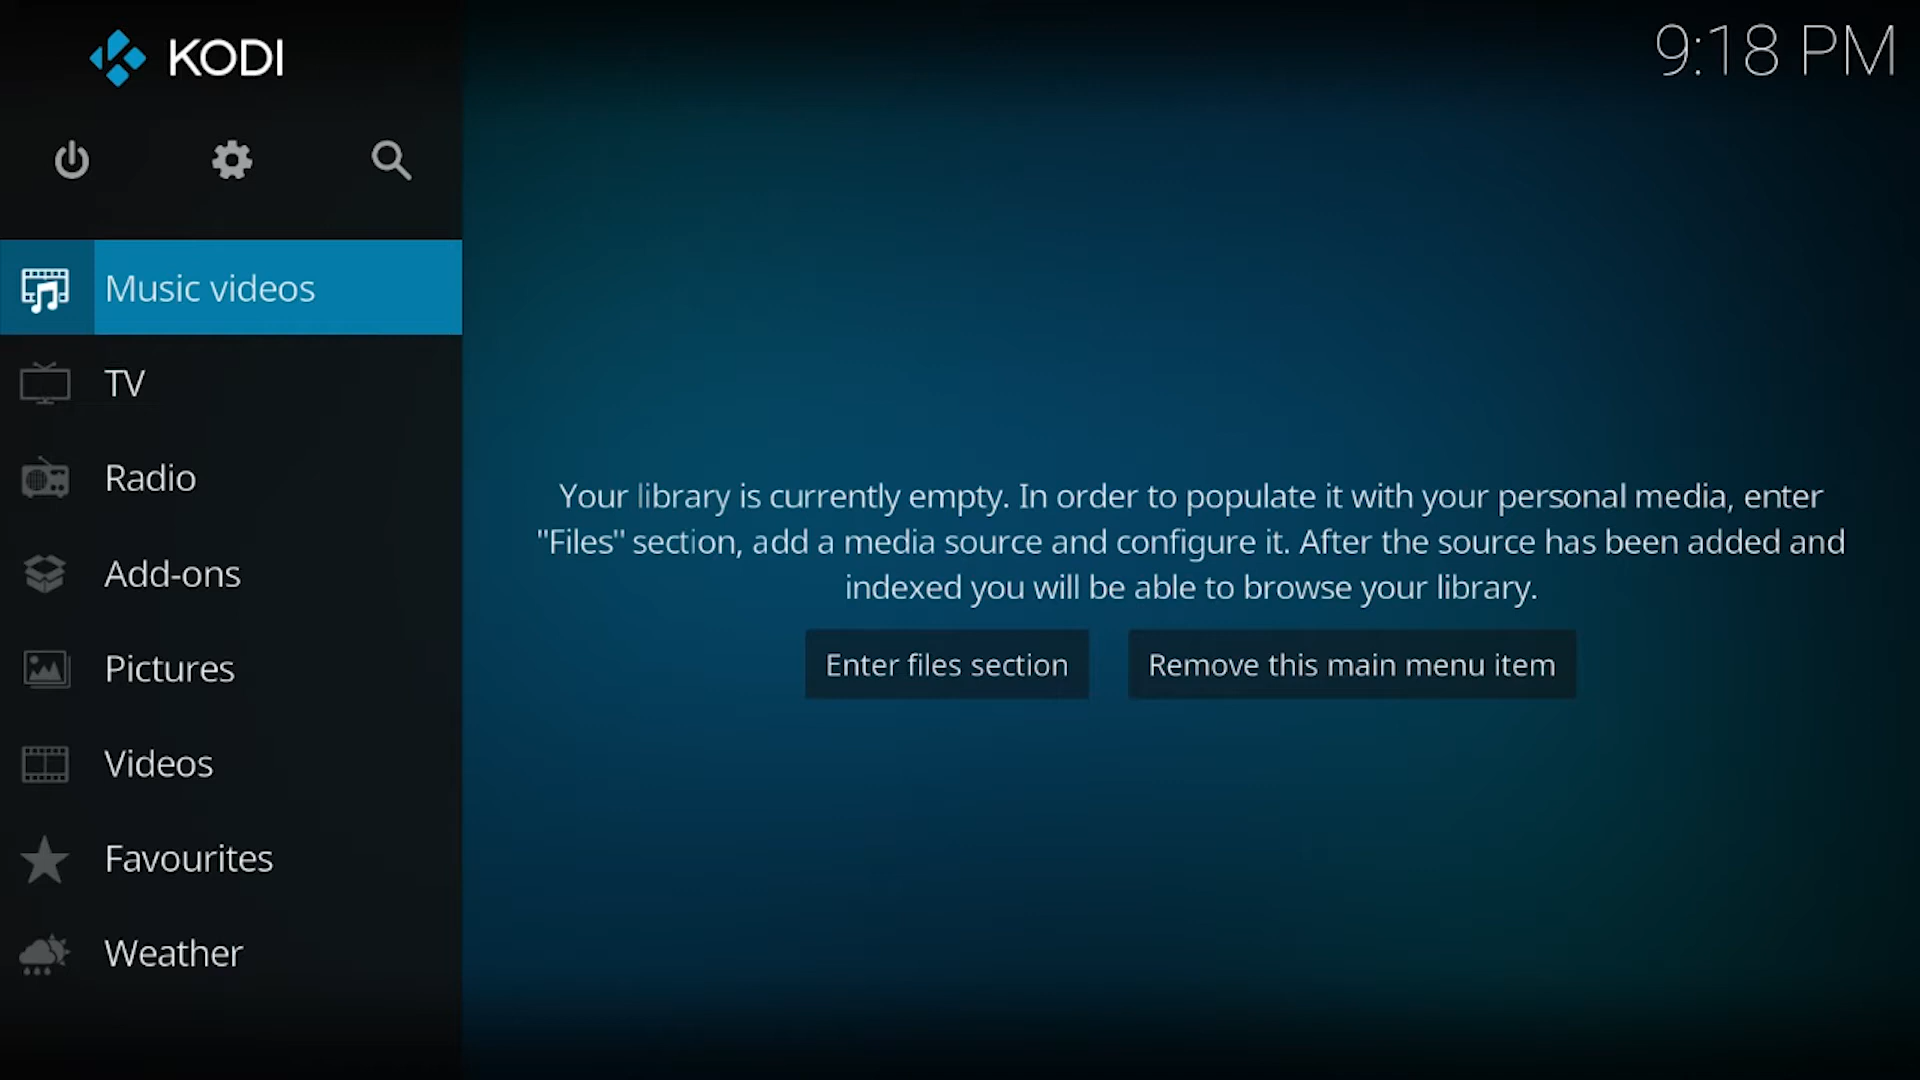 KODI
9:18 PM
Music videos
TV
Radio
Add-ons
Pictures
Videos
Favourites
Weather
Your library is currently empty. In order to populate it with your personal media, enter
"Files" section, add a media source and configure it. After the source has been added and
indexed you will be able to browse your library.
Enter files section
Remove this main menu item